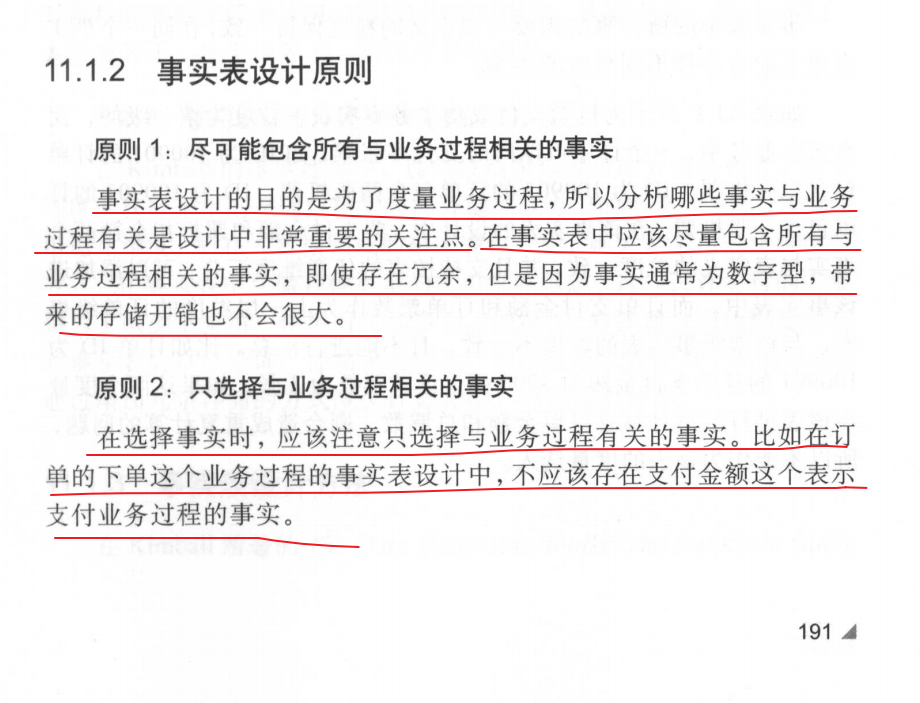 11.1.2 事实表设计原则
原则 1：尽可能包含所有与业务过程相关的事实
事实表设计的目的是为了度量业务过程，所以分析哪些事实与业务
过程有关是设计中非常重要的关注点。在事实表中应该尽量包含所有与
业务过程相关的事实，即使存在冗余，但是因为事实通常为数字型，带
来的存储开销也不会很大。
原则 2：只选择与业务过程相关的事实
在选择事实时，应该注意只选择与业务过程有关的事实。比如在订
单的下单这个业务过程的事实表设计中，不应该存在支付金额这个表示
支付业务过程的事实。
191